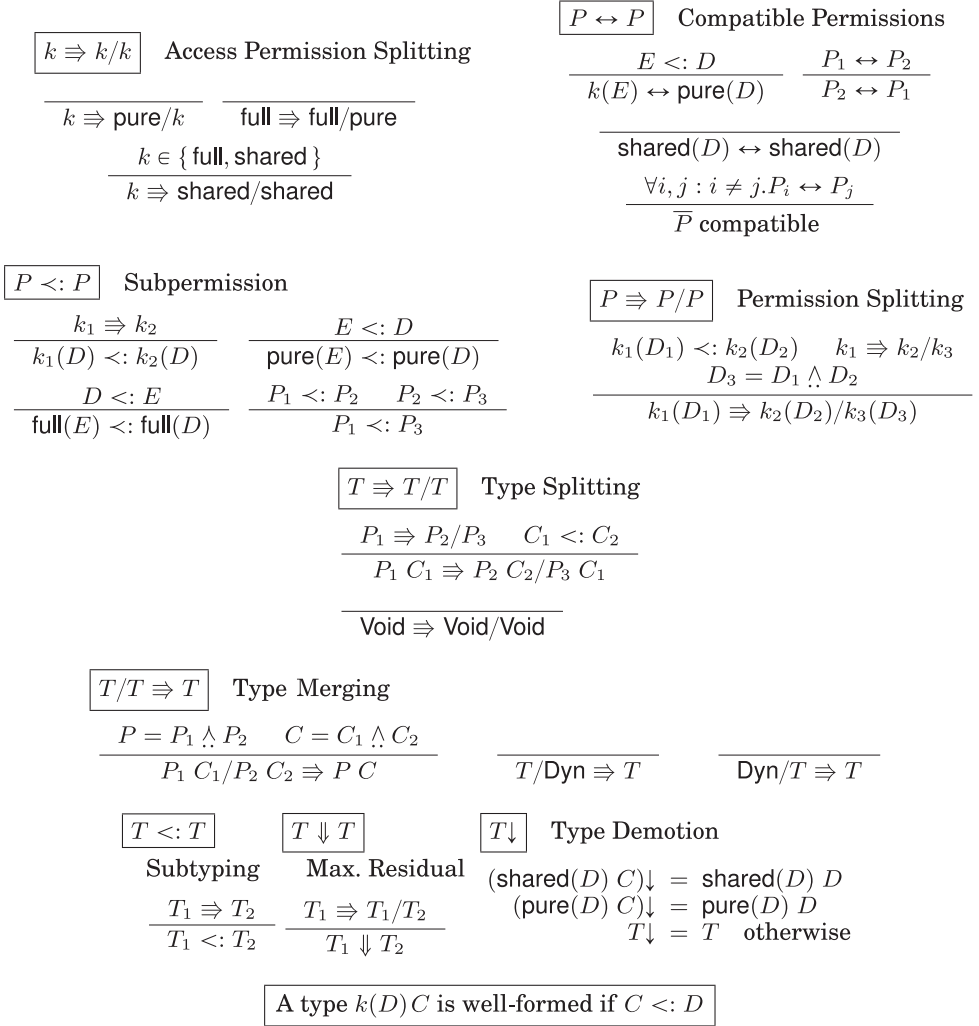 k ⇛ k/k Access Permission Splitting
k ⇛ pure/k
full ⇛ full/pure
k ∈ { full, shared }
k ⇛ shared/shared
P ↔ P Compatible Permissions
E <: D
k(E) ↔ pure(D)
P₁ ↔ P₂
P₂ ↔ P₁
shared(D) ↔ shared(D)
∀i, j : i ≠ j.Pᵢ ↔ Pⱼ
P̅ compatible
P ≺: P Subpermission
k₁ ⇛ k₂
k₁(D) ≺: k₂(D)
E <: D
pure(E) ≺: pure(D)
D <: E
full(E) ≺: full(D)
P₁ ≺: P₂ P₂ ≺: P₃
P₁ ≺: P₃
P ⇛ P/P Permission Splitting
k₁(D₁) ≺: k₂(D₂) k₁ ⇛ k₂/k₃
D₃ = D₁ ⩑ D₂
k₁(D₁) ⇛ k₂(D₂)/k₃(D₃)
T ⇛ T/T Type Splitting
P₁ ⇛ P₂/P₃ C₁ <: C₂
P₁ C₁ ⇛ P₂ C₂/P₃ C₁
Void ⇛ Void/Void
T/T ⇛ T Type Merging
P = P₁ ⩑ P₂ C = C₁ ⩑ C₂
P₁ C₁/P₂ C₂ ⇛ P C
T/Dyn ⇛ T
Dyn/T ⇛ T
T <: T
Subtyping
T₁ ⇛ T₂
T₁ <: T₂
T ⇓ T
Max. Residual
T₁ ⇛ T₁/T₂
T₁ ⇓ T₂
T↓ Type Demotion
(shared(D) C)↓ = shared(D) D
(pure(D) C)↓ = pure(D) D
T↓ = T otherwise
A type k(D) C is well-formed if C <: D